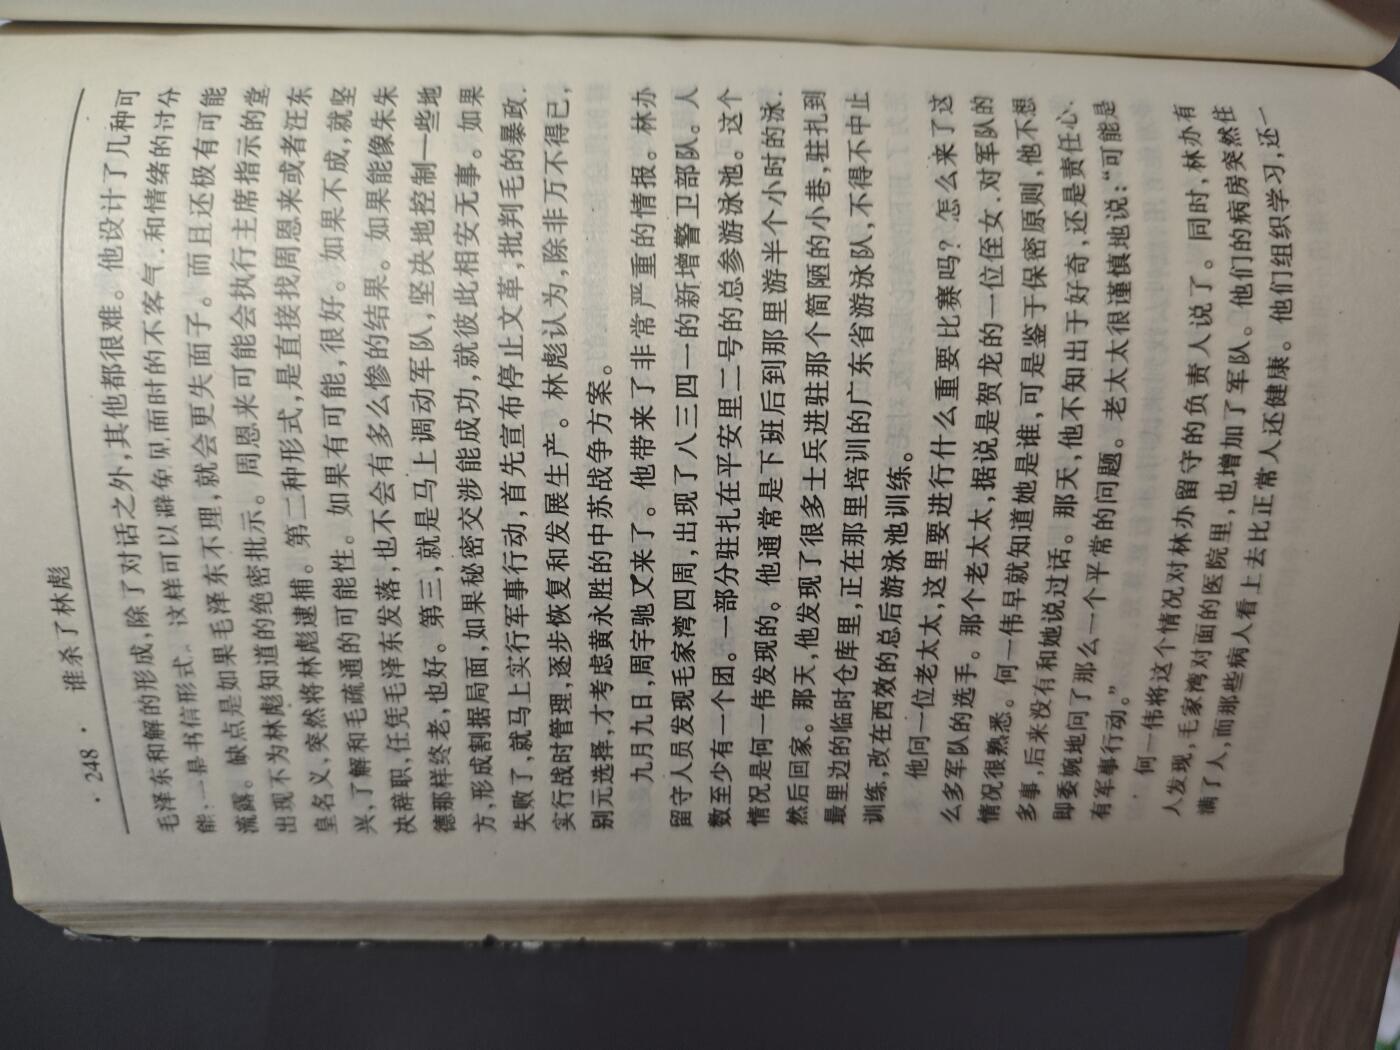 · 248 · 谁杀了林彪
毛泽东和解的形成,除了对话之外,其他都很难。他设计了几种可
能:一是书信形式。这样可以避免见面时的不客气.和情绪的讨分
流露。缺点是如果毛泽东不理,就会更失面子。而且还极有可能
出现不为林彪知道的绝密批示。周恩来可能会执行主席指示的堂
皇名义,突然将林彪逮捕。第二种形式,是直接找周恩来或者汪东
兴,了解和毛疏通的可能性。如果有可能,很好。如果不成,就坚
决辞职,任凭毛泽东发落,也不会有多么惨的结果。如果能像朱朱
德那样终老,也好。第三,就是马上调动军队,坚决地控制一些地
方,形成割据局面,如果秘密交涉能成功,就彼此相安无事。如果
失败了,就马上实行军事行动,首先宣布停止文革,批判毛的暴政.
实行战时管理,逐步恢复和发展生产。林彪认为,除非万不得已,
别元选择,才考虑黄永胜的中苏战争方案。
九月九日,周宇驰又来了。他带来了非常严重的情报。林办
留守人员发现毛家湾四周,出现了八三四一的新增警卫部队。人
数至少有一个团。一部分驻扎在平安里二号的总参游泳池。这个
情况是何一伟发现的。他通常是下班后到那里游半个小时的泳.
然后回家。那天,他发现了很多士兵进驻那个简陋的小巷,驻扎到
最里边的临时仓库里,正在那里培训的广东省游泳队,不得不中止
训练,改在西效的总后游泳池训练。
他问一位老太太,这里要进行什么重要比赛吗?怎么来了这
么多军队的选手。那个老太太,据说是贺龙的一位侄女.对军队的
情况很熟悉。何一伟早就知道她是谁,可是鉴于保密原则,他不想
多事,后来没有和她说过话。那天,他不知出于好奇,还是责任心.
即委婉地问了那么一个平常的问题。老太太很谨慎地说:“可能是
有军事行动。”
何一伟将这个情况对林办留守的负责人说了。同时,林办有
人发现,毛家湾对面的医院里,也增加了军队。他们的病房突然住
满了人,而那些病人看上去比正常人还健康。他们组织学习,还一